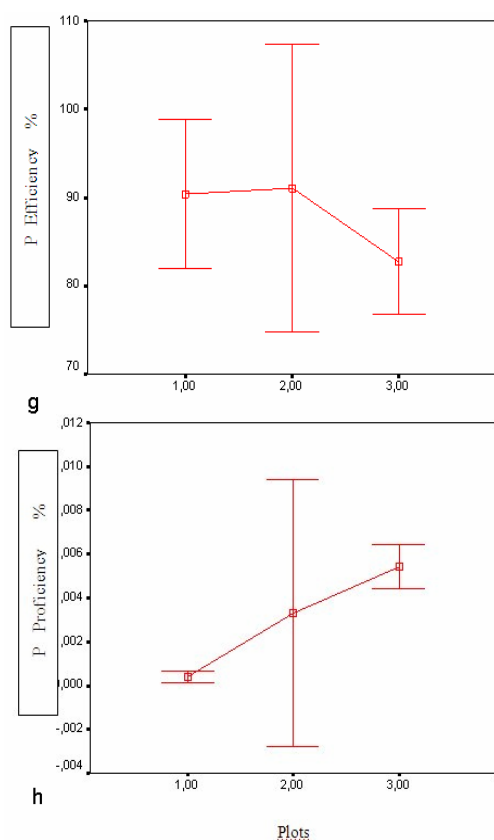 110
100
90
80
70
P Efficiency %
1,00 2,00 3,00
g
,012
,010
,008
,006
,004
,002
,000
-,002
-,004
P Proficiency %
1,00 2,00 3,00
h
Plots